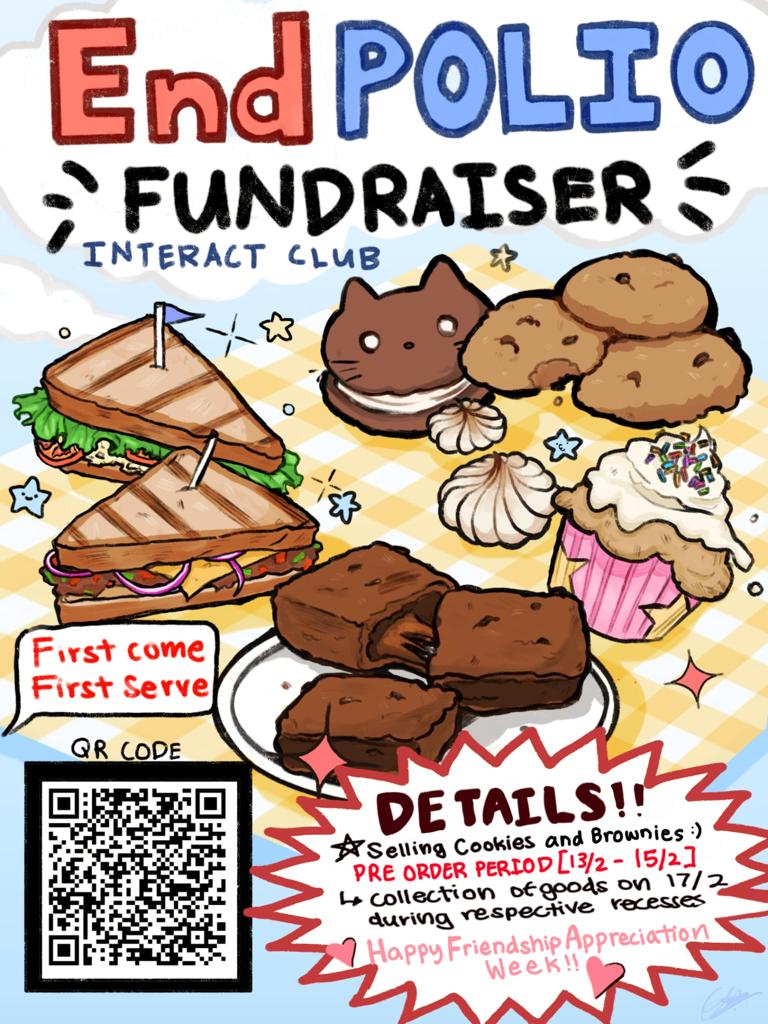 End POLIO
FUNDRAISER
INTERACT CLUB
First come
First Serve
QR CODE
DETAILS!!
☆ Selling Cookies and Brownies :)
PRE ORDER PERIOD [13/2 - 15/2]
↳ collection of goods on 17/2
during respective recesses
Happy Friendship Appreciation
Week!!